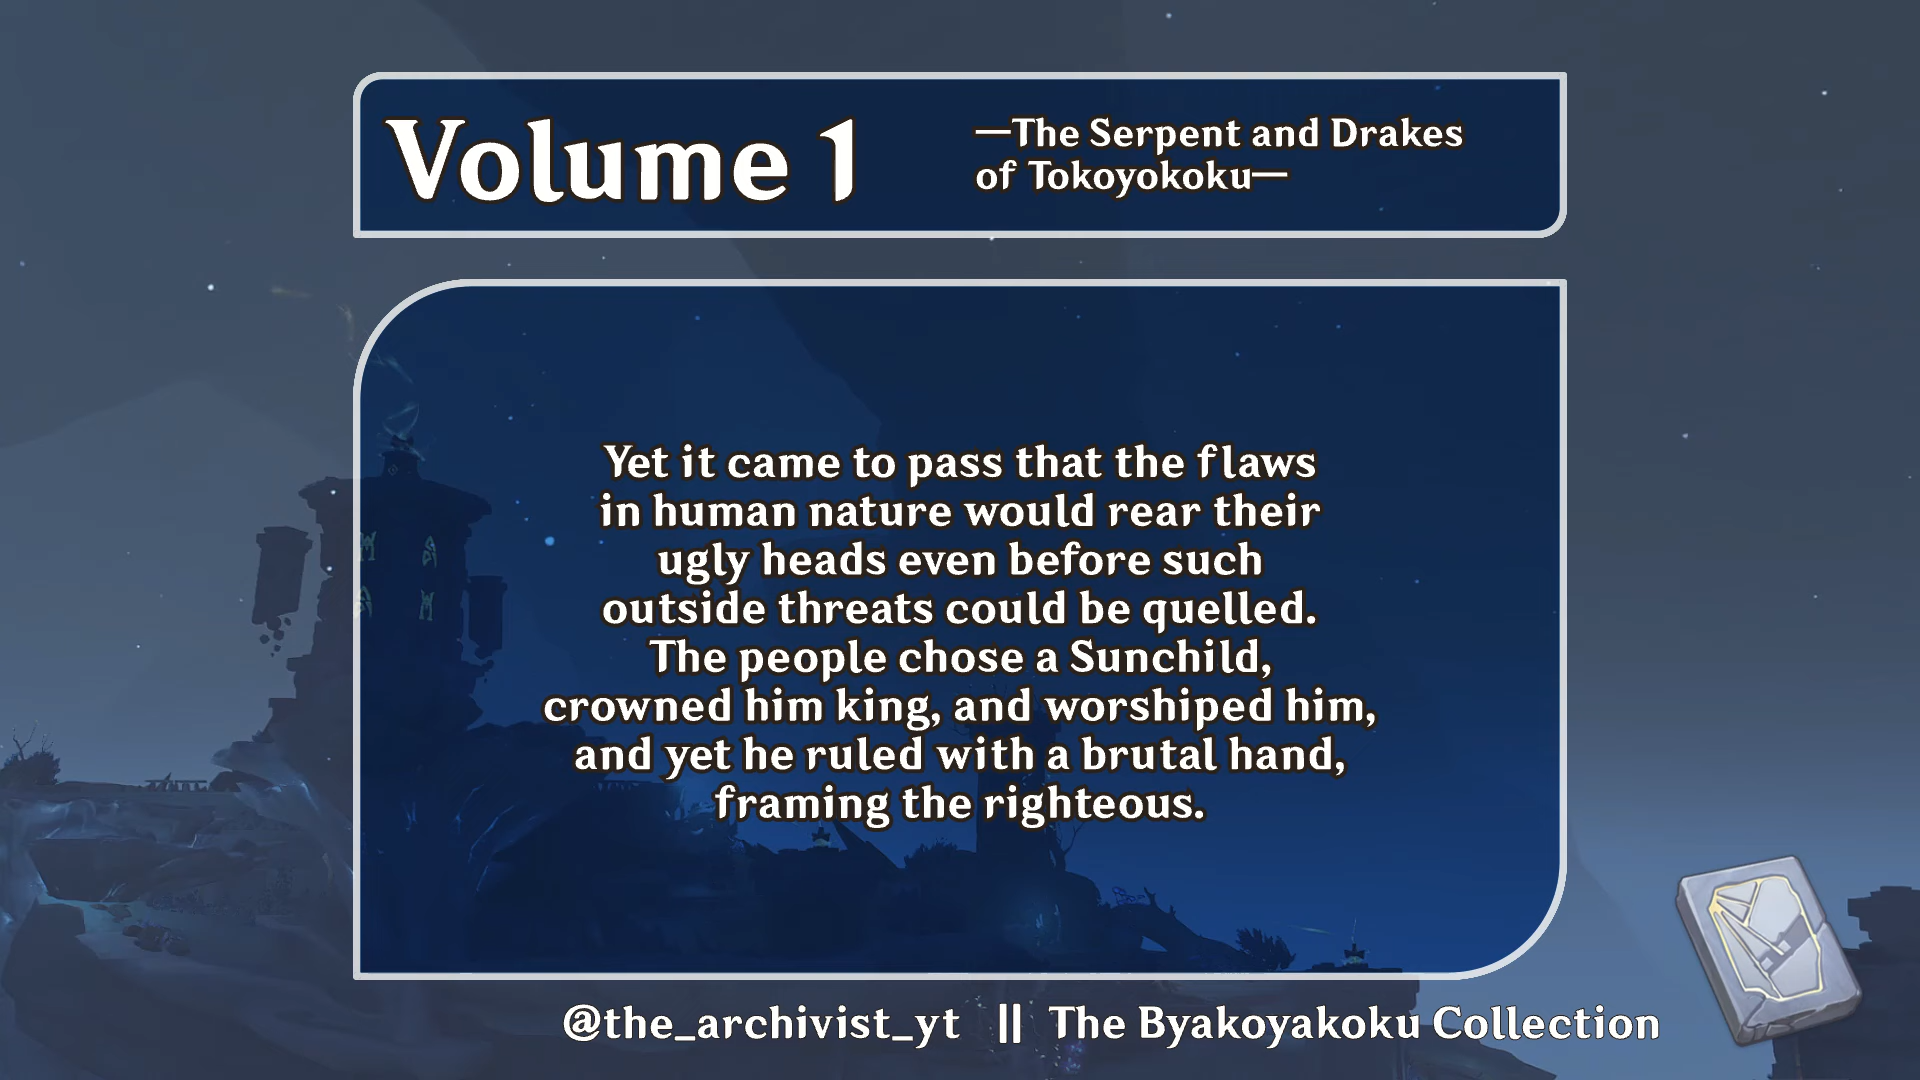 Volume 1
—The Serpent and Drakes
of Tokoyokoku—
Yet it came to pass that the flaws
in human nature would rear their
ugly heads even before such
outside threats could be quelled.
The people chose a Sunchild,
crowned him king, and worshiped him,
and yet he ruled with a brutal hand,
framing the righteous.
@the_archivist_yt || The Byakoyakoku Collection